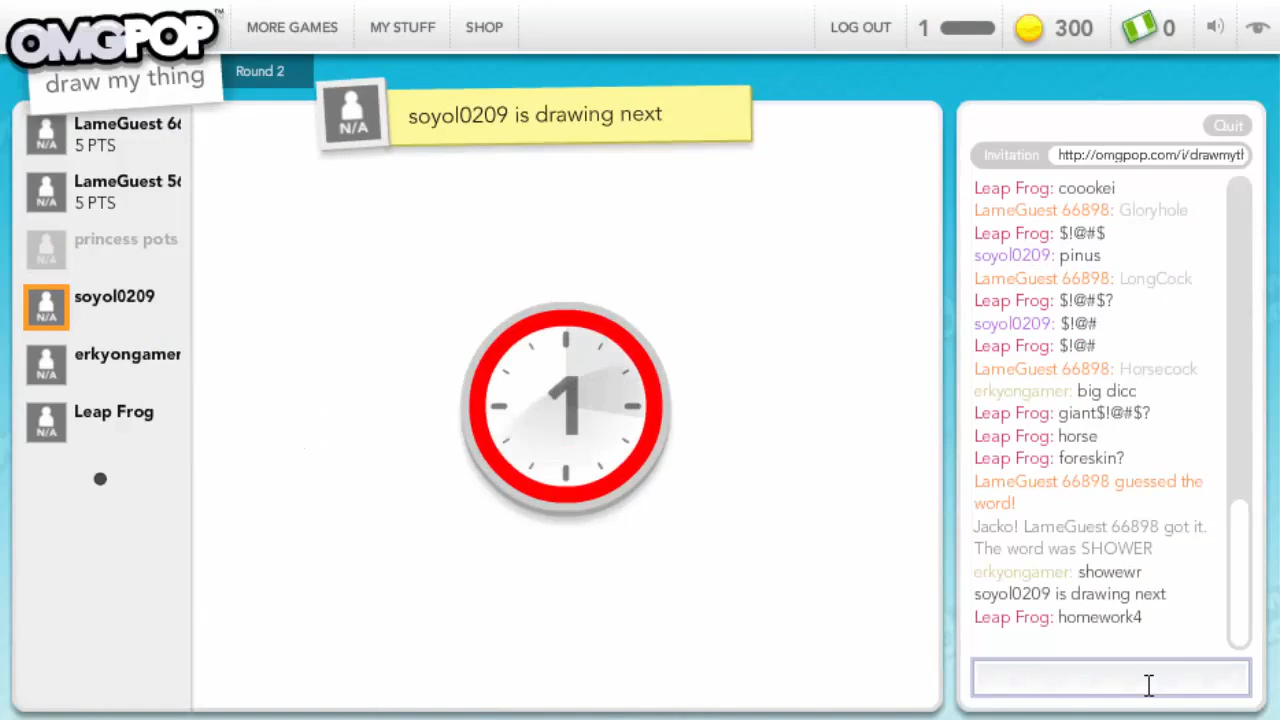 OMGPOP™
MORE GAMES
MY STUFF
SHOP
LOG OUT
1
300
0
draw my thing
Round 2
N/A
soyol0209 is drawing next
N/A
LameGuest 66
5 PTS
N/A
LameGuest 56
5 PTS
N/A
princess pots
N/A
soyol0209
N/A
erkyongamer
N/A
Leap Frog
1
Quit
Invitation
http://omgpop.com/i/drawmyth
Leap Frog: coookei
LameGuest 66898: Gloryhole
Leap Frog: $!@#$
soyol0209: pinus
LameGuest 66898: LongCock
Leap Frog: $!@#$?
soyol0209: $!@#
Leap Frog: $!@#
LameGuest 66898: Horsecock
erkyongamer: big dicc
Leap Frog: giant$!@#$?
Leap Frog: horse
Leap Frog: foreskin?
LameGuest 66898 guessed the
word!
Jacko! LameGuest 66898 got it.
The word was SHOWER
erkyongamer: showewr
soyol0209 is drawing next
Leap Frog: homework4